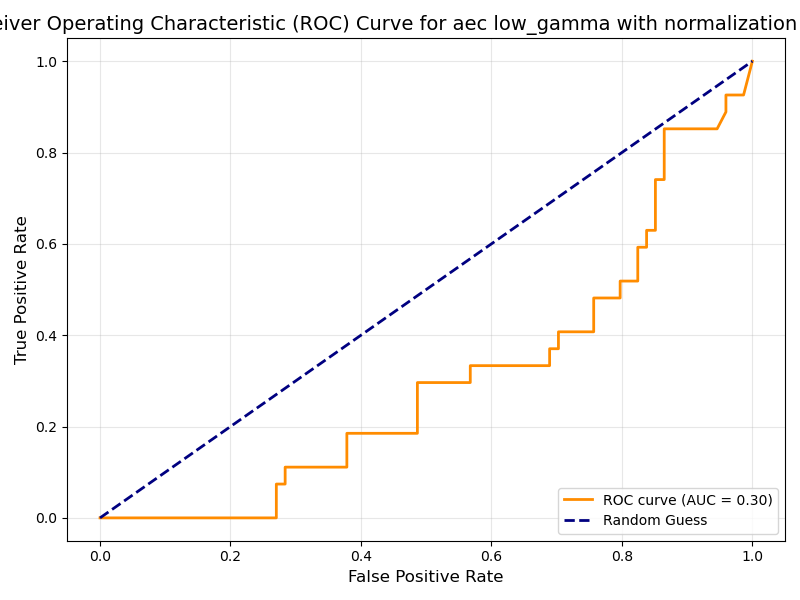 eiver Operating Characteristic (ROC) Curve for aec low_gamma with normalization
1.0
0.8
0.6
0.4
0.2
0.0
True Positive Rate
0.0 0.2 0.4 0.6 0.8 1.0
False Positive Rate
ROC curve (AUC = 0.30)
Random Guess